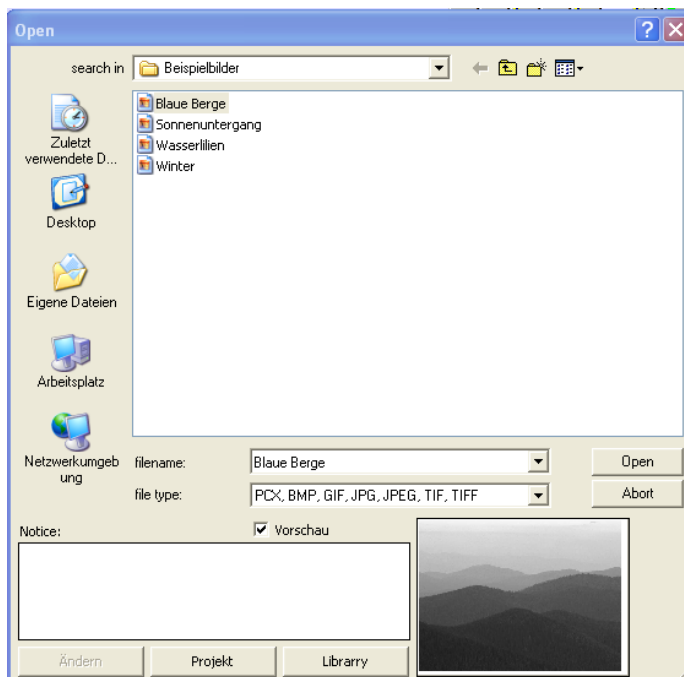 Open
search in Beispielbilder
Blaue Berge
Sonnenuntergang
Wasserlilien
Winter
Zuletzt
verwendete D...
Desktop
Eigene Dateien
Arbeitsplatz
Netzwerkumgeb
ung
filename: Blaue Berge Open
file type: PCX, BMP, GIF, JPG, JPEG, TIF, TIFF Abort
Notice: Vorschau
Ändern Projekt Librarry